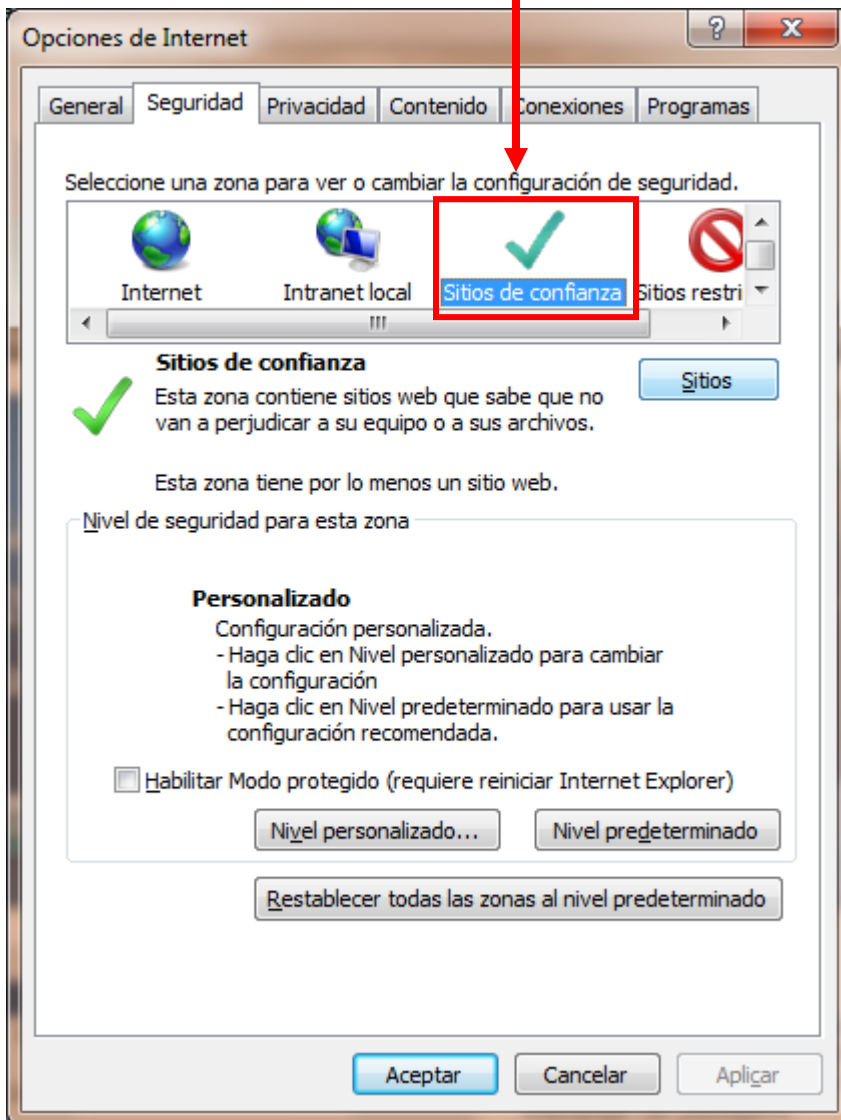 Opciones de Internet
General Seguridad Privacidad Contenido Conexiones Programas
Seleccione una zona para ver o cambiar la configuración de seguridad.
Internet Intranet local Sitios de confianza Sitios restri
Sitios de confianza
Sitios
Esta zona contiene sitios web que sabe que no
van a perjudicar a su equipo o a sus archivos.
Esta zona tiene por lo menos un sitio web.
Nivel de seguridad para esta zona
Personalizado
Configuración personalizada.
- Haga clic en Nivel personalizado para cambiar
la configuración
- Haga clic en Nivel predeterminado para usar la
configuración recomendada.
Habilitar Modo protegido (requiere reiniciar Internet Explorer)
Nivel personalizado... Nivel predeterminado
Restablecer todas las zonas al nivel predeterminado
Aceptar Cancelar Aplicar